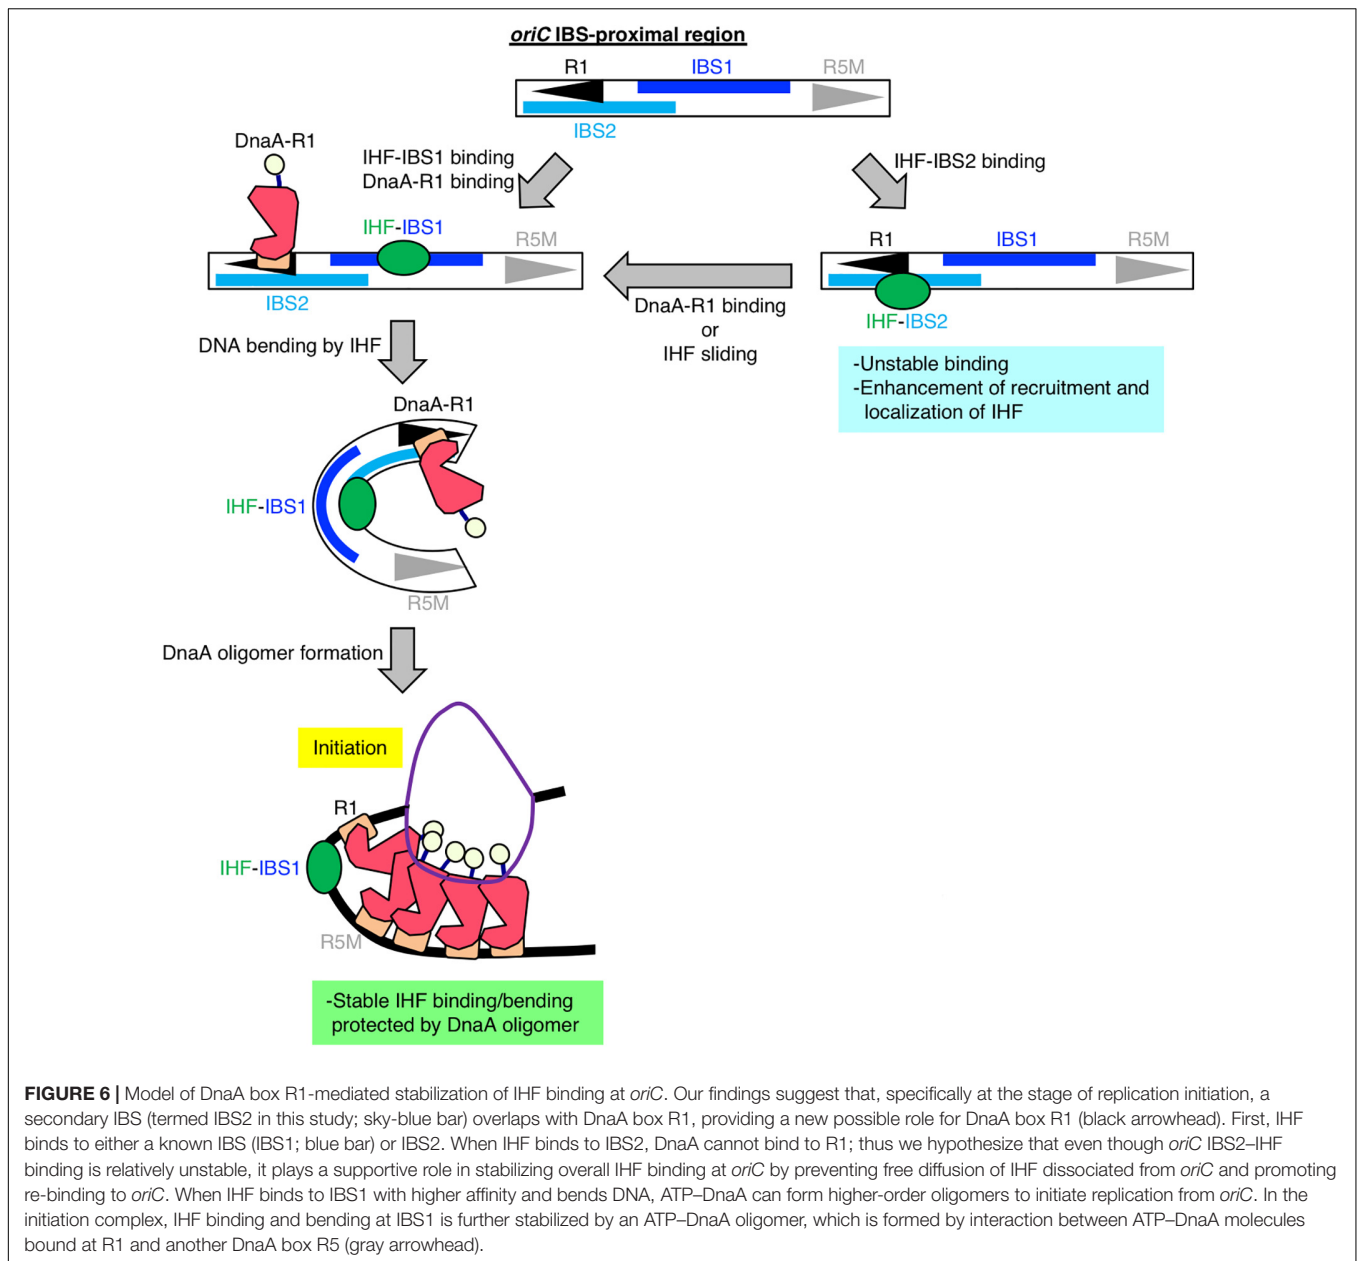 oriC IBS-proximal region
R1
IBS1
R5M
IBS2
DnaA-R1
IHF-IBS1 binding
DnaA-R1 binding
IHF-IBS2 binding
IHF-IBS1
R5M
IBS2
R1
IBS1
R5M
IHF-IBS2
DnaA-R1 binding
or
IHF sliding
-Unstable binding
-Enhancement of recruitment and
localization of IHF
DNA bending by IHF
DnaA-R1
IHF-IBS1
R5M
DnaA oligomer formation
Initiation
R1
IHF-IBS1
R5M
-Stable IHF binding/bending
protected by DnaA oligomer
FIGURE 6 | Model of DnaA box R1-mediated stabilization of IHF binding at oriC. Our findings suggest that, specifically at the stage of replication initiation, a
secondary IBS (termed IBS2 in this study; sky-blue bar) overlaps with DnaA box R1, providing a new possible role for DnaA box R1 (black arrowhead). First, IHF
binds to either a known IBS (IBS1; blue bar) or IBS2. When IHF binds to IBS2, DnaA cannot bind to R1; thus we hypothesize that even though oriC IBS2–IHF
binding is relatively unstable, it plays a supportive role in stabilizing overall IHF binding at oriC by preventing free diffusion of IHF dissociated from oriC and promoting
re-binding to oriC. When IHF binds to IBS1 with higher affinity and bends DNA, ATP–DnaA can form higher-order oligomers to initiate replication from oriC. In the
initiation complex, IHF binding and bending at IBS1 is further stabilized by an ATP–DnaA oligomer, which is formed by interaction between ATP–DnaA molecules
bound at R1 and another DnaA box R5 (gray arrowhead).